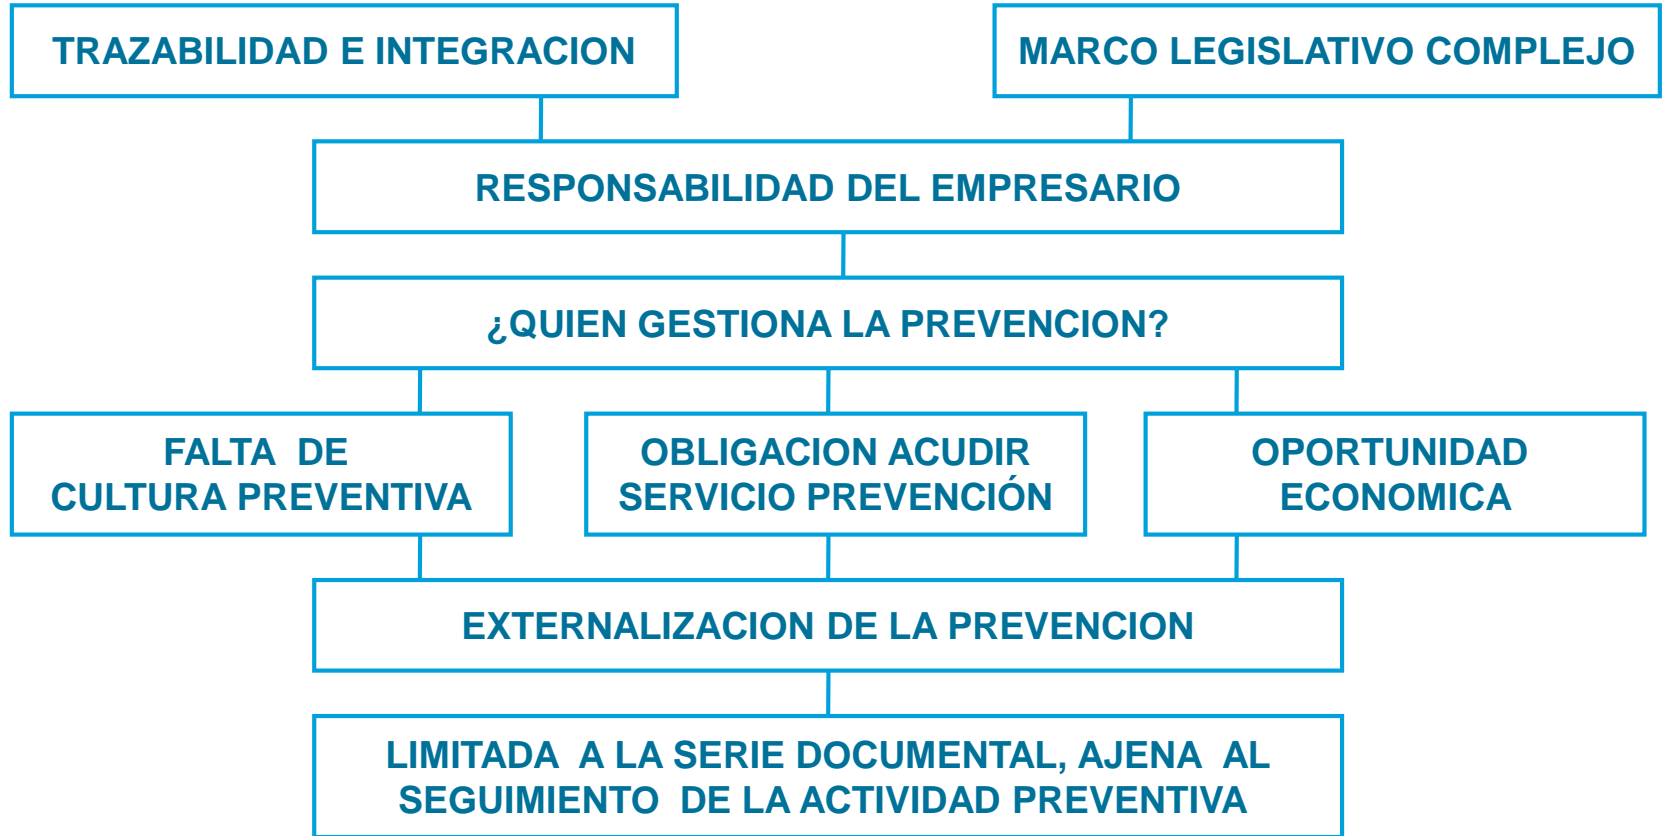 TRAZABILIDAD E INTEGRACION
MARCO LEGISLATIVO COMPLEJO
RESPONSABILIDAD DEL EMPRESARIO
¿QUIEN GESTIONA LA PREVENCION?
FALTA DE
CULTURA PREVENTIVA
OBLIGACION ACUDIR
SERVICIO PREVENCIÓN
OPORTUNIDAD
ECONOMICA
EXTERNALIZACION DE LA PREVENCION
LIMITADA A LA SERIE DOCUMENTAL, AJENA AL
SEGUIMIENTO DE LA ACTIVIDAD PREVENTIVA